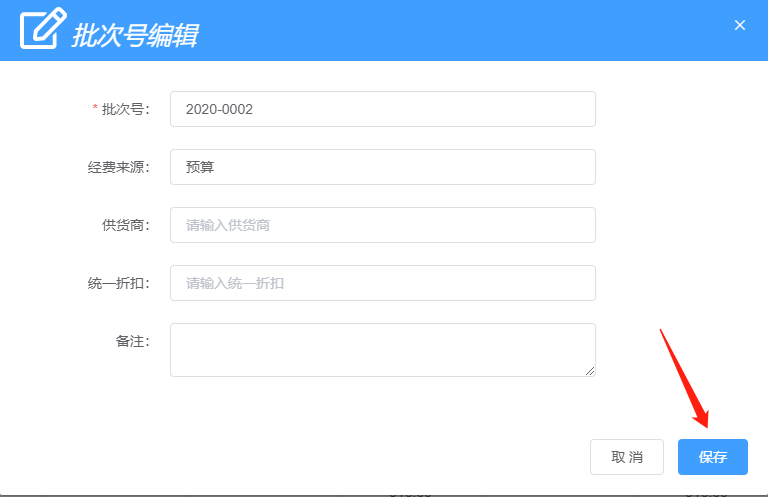 批次号编辑
* 批次号：
2020-0002
经费来源：
预算
供货商：
请输入供货商
统一折扣：
请输入统一折扣
备注：
取 消
保存